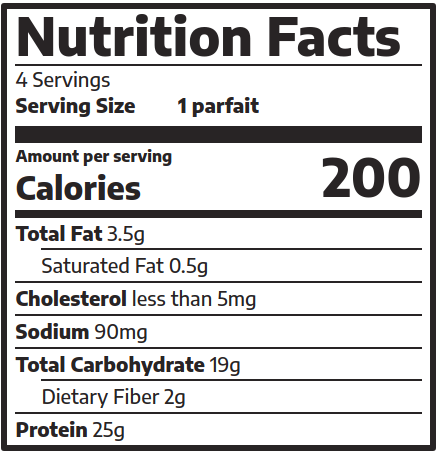 Nutrition Facts
4 Servings
Serving Size 1 parfait
Amount per serving
Calories 200
Total Fat 3.5g
Saturated Fat 0.5g
Cholesterol less than 5mg
Sodium 90mg
Total Carbohydrate 19g
Dietary Fiber 2g
Protein 25g